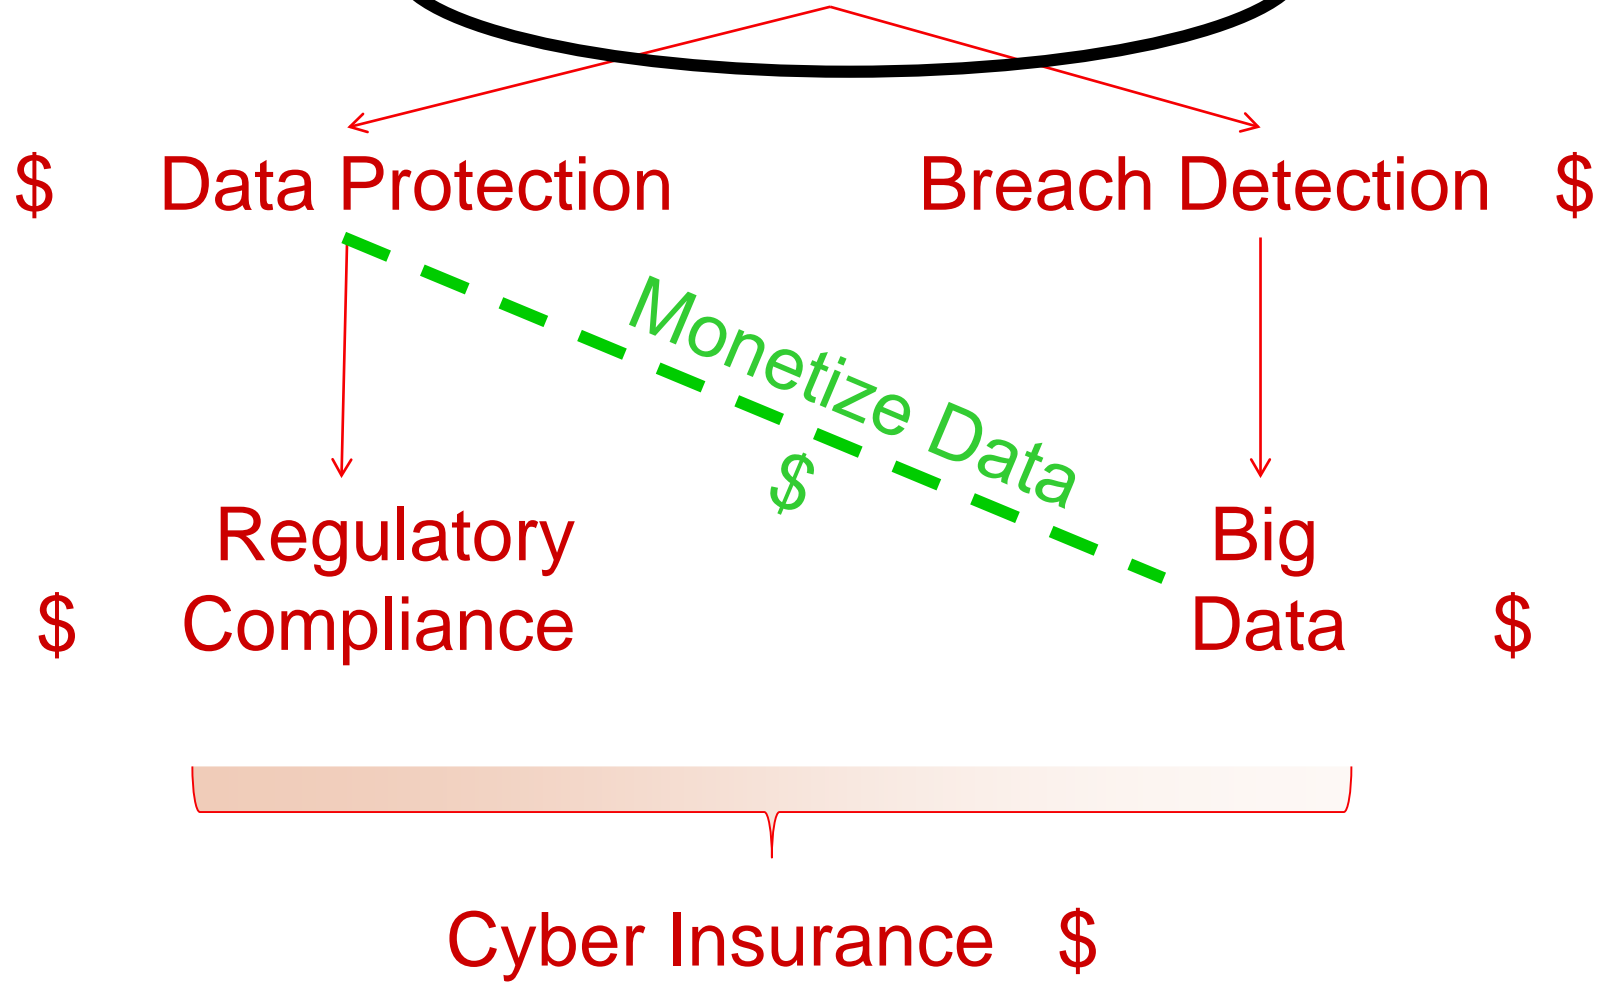 $ Data Protection Breach Detection $
Monetize Data
$
Regulatory Big
$ Compliance Data $
Cyber Insurance $